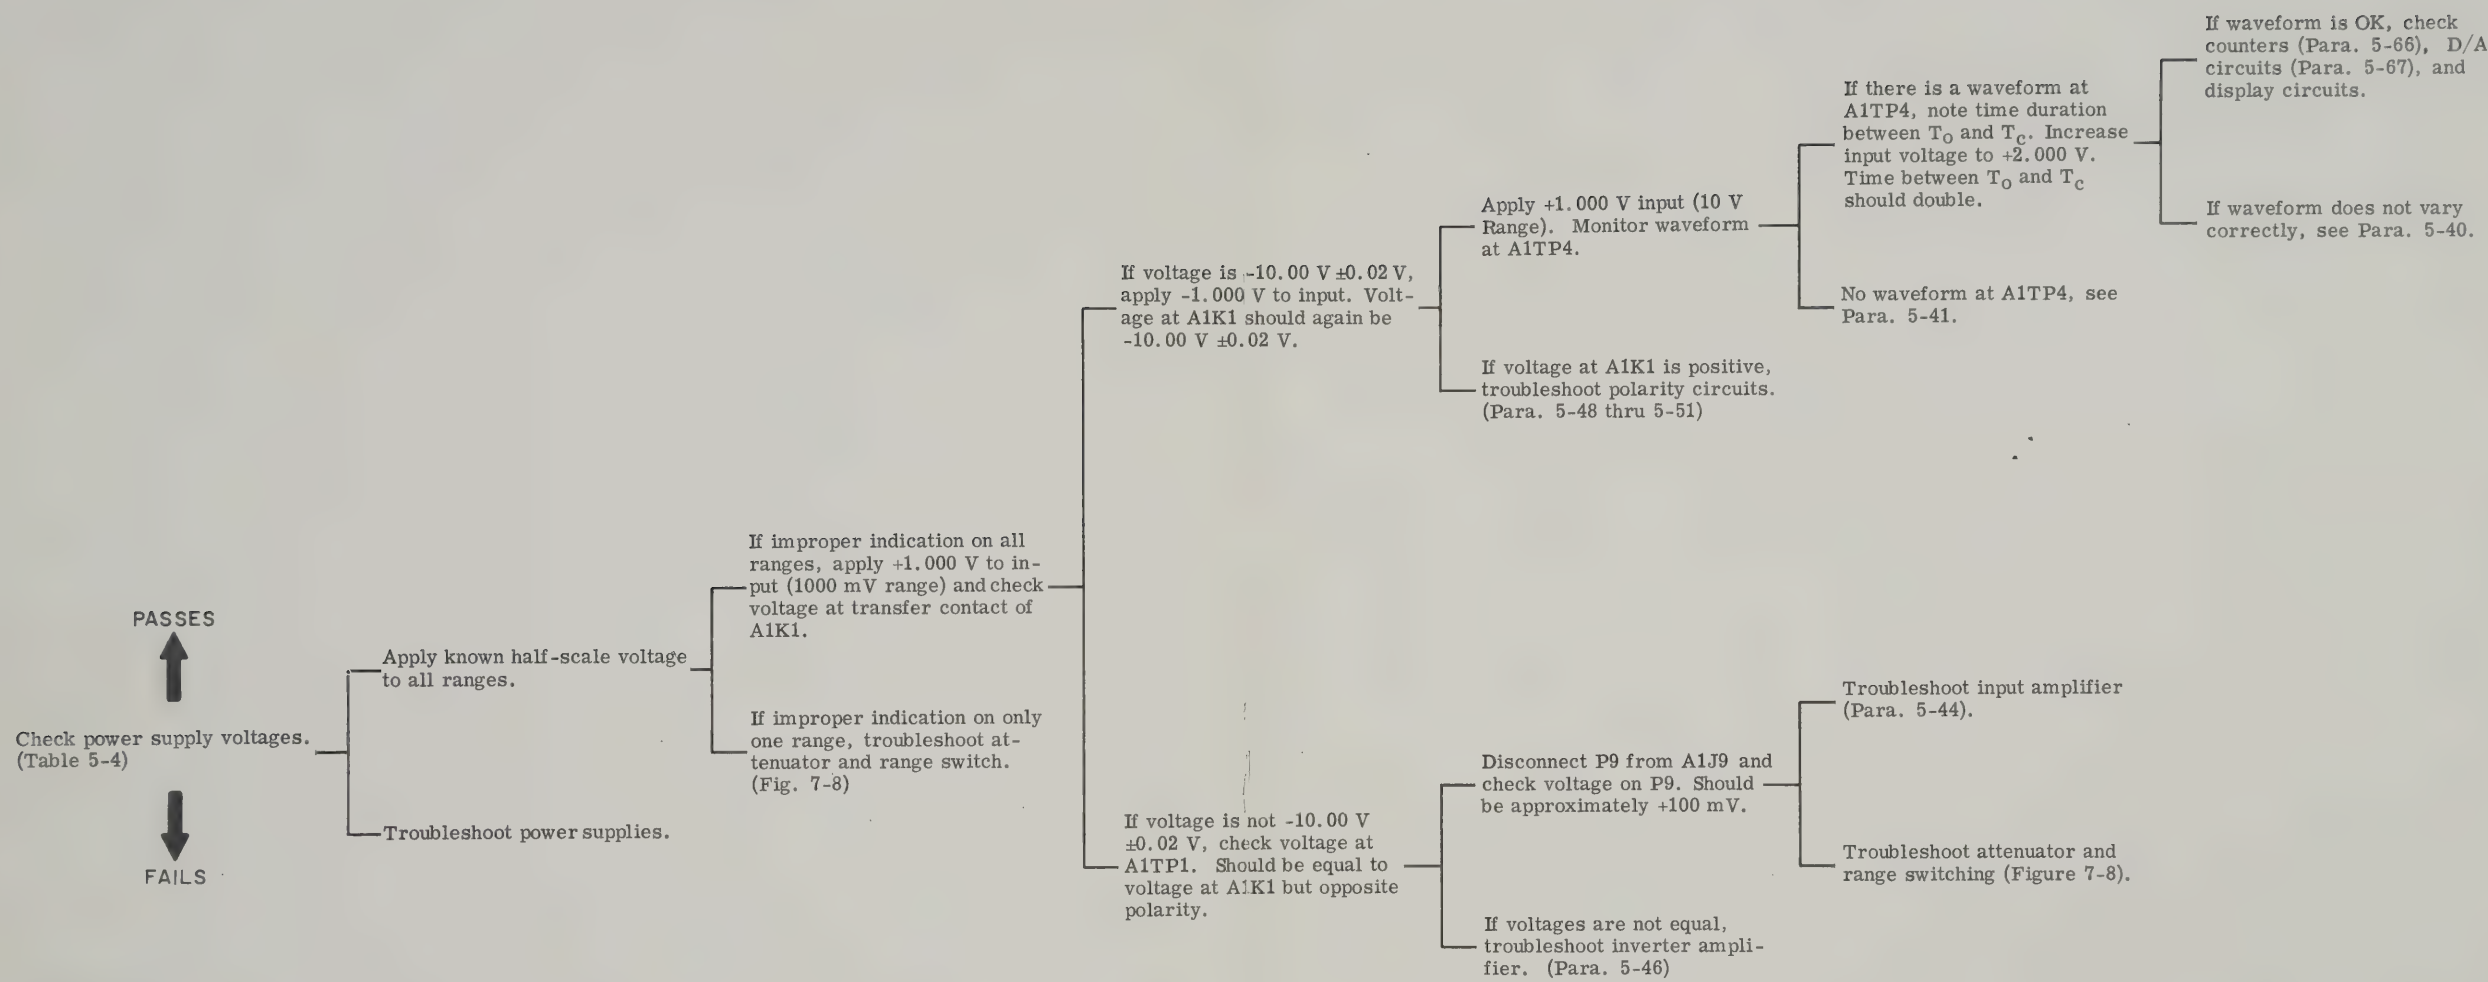 PASSES
Check power supply voltages.
(Table 5-4)
FAILS
Apply known half-scale voltage
to all ranges.
Troubleshoot power supplies.
If improper indication on all
ranges, apply +1.000 V to in-
put (1000 mV range) and check
voltage at transfer contact of
A1K1.
If improper indication on only
one range, troubleshoot at-
tenuator and range switch.
(Fig. 7-8)
If voltage is -10.00 V ±0.02 V,
apply -1.000 V to input. Volt-
age at A1K1 should again be
-10.00 V ±0.02 V.
If voltage is not -10.00 V
±0.02 V, check voltage at
A1TP1. Should be equal to
voltage at A1K1 but opposite
polarity.
Apply +1.000 V input (10 V
Range). Monitor waveform
at A1TP4.
If voltage at A1K1 is positive,
troubleshoot polarity circuits.
(Para. 5-48 thru 5-51)
Disconnect P9 from A1J9 and
check voltage on P9. Should
be approximately +100 mV.
If voltages are not equal,
troubleshoot inverter ampli-
fier. (Para. 5-46)
If there is a waveform at
A1TP4, note time duration
between To and Tc. Increase
input voltage to +2.000 V.
Time between To and Tc
should double.
No waveform at A1TP4, see
Para. 5-41.
Troubleshoot input amplifier
(Para. 5-44).
Troubleshoot attenuator and
range switching (Figure 7-8).
If waveform is OK, check
counters (Para. 5-66), D/A
circuits (Para. 5-67), and
display circuits.
If waveform does not vary
correctly, see Para. 5-40.